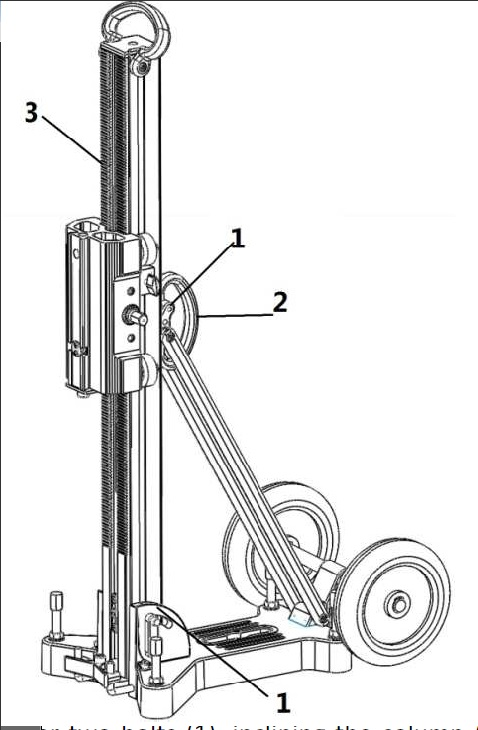 3
1
2
1
two bolts (1), inclining the column